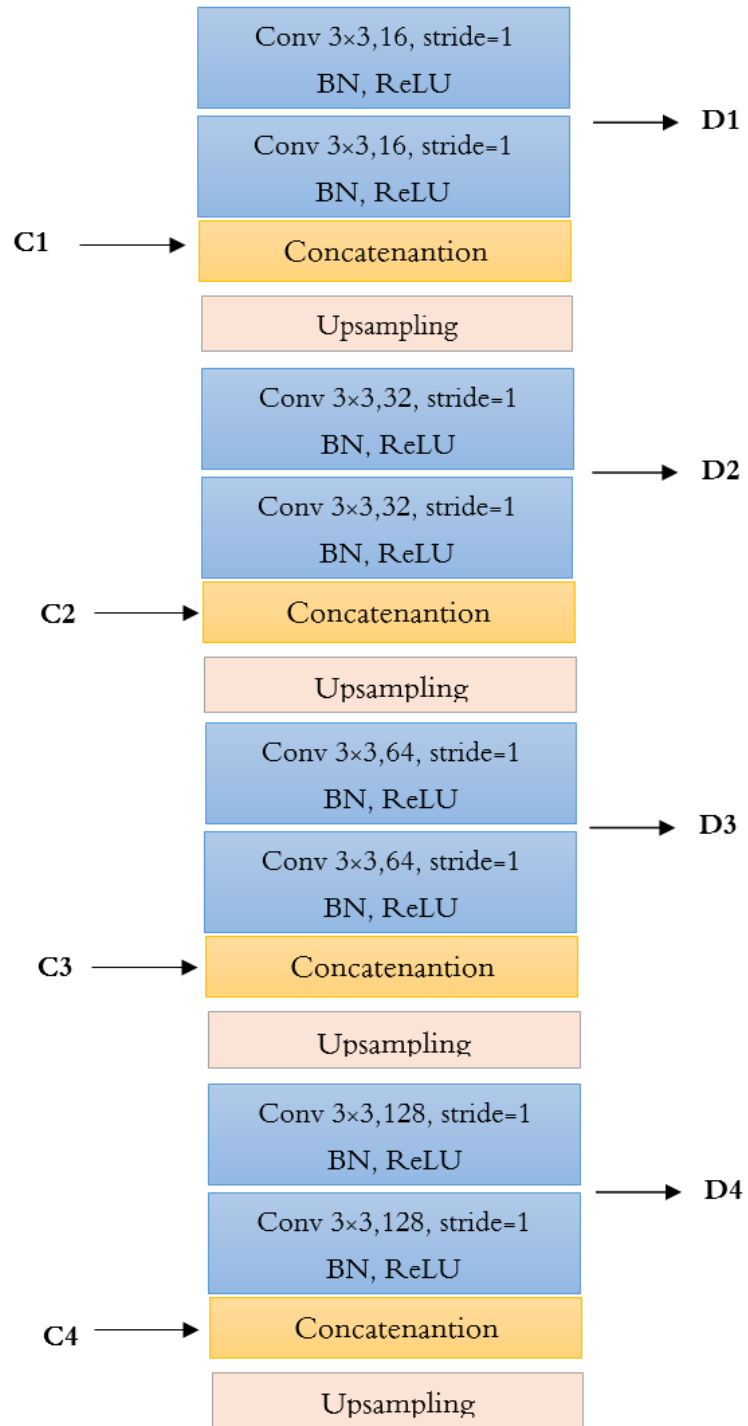 Conv 3×3,16, stride=1
BN, ReLU
D1
Conv 3×3,16, stride=1
BN, ReLU
C1
Concatenantion
Upsampling
Conv 3×3,32, stride=1
BN, ReLU
D2
Conv 3×3,32, stride=1
BN, ReLU
C2
Concatenantion
Upsampling
Conv 3×3,64, stride=1
BN, ReLU
D3
Conv 3×3,64, stride=1
BN, ReLU
C3
Concatenantion
Upsampling
Conv 3×3,128, stride=1
BN, ReLU
D4
Conv 3×3,128, stride=1
BN, ReLU
C4
Concatenantion
Upsampling